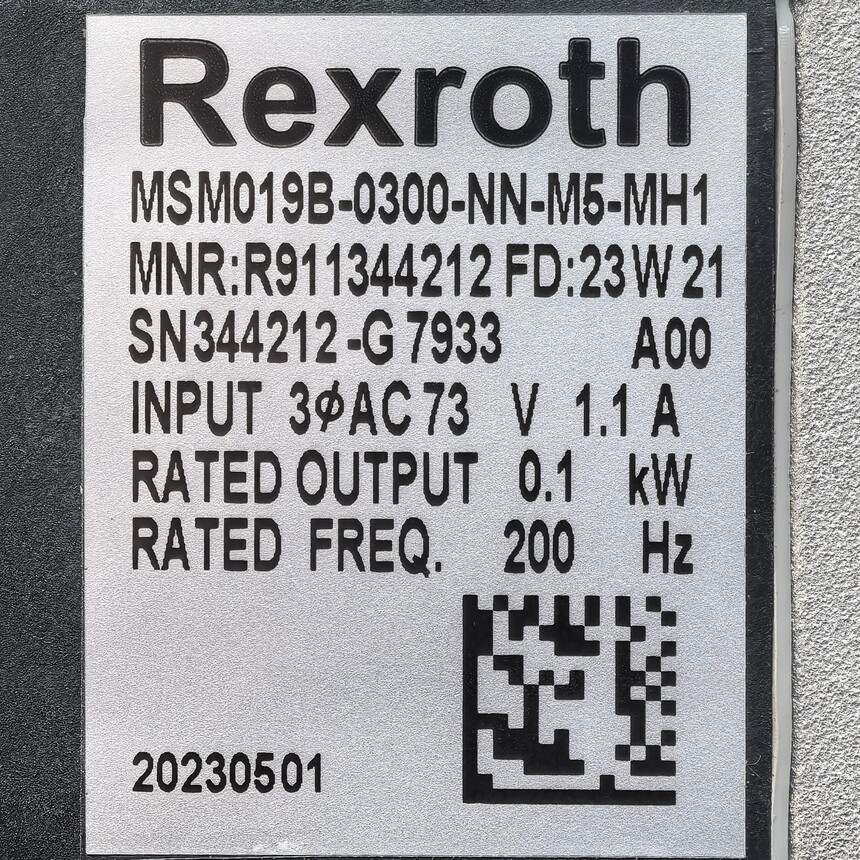 Rexroth
MSM019B-0300-NN-M5-MH1
MNR:R911344212 FD:23W21
SN344212-G7933 A00
INPUT 3ϕAC 73 V 1.1 A
RATED OUTPUT 0.1 kW
RATED FREQ. 200 Hz
20230501